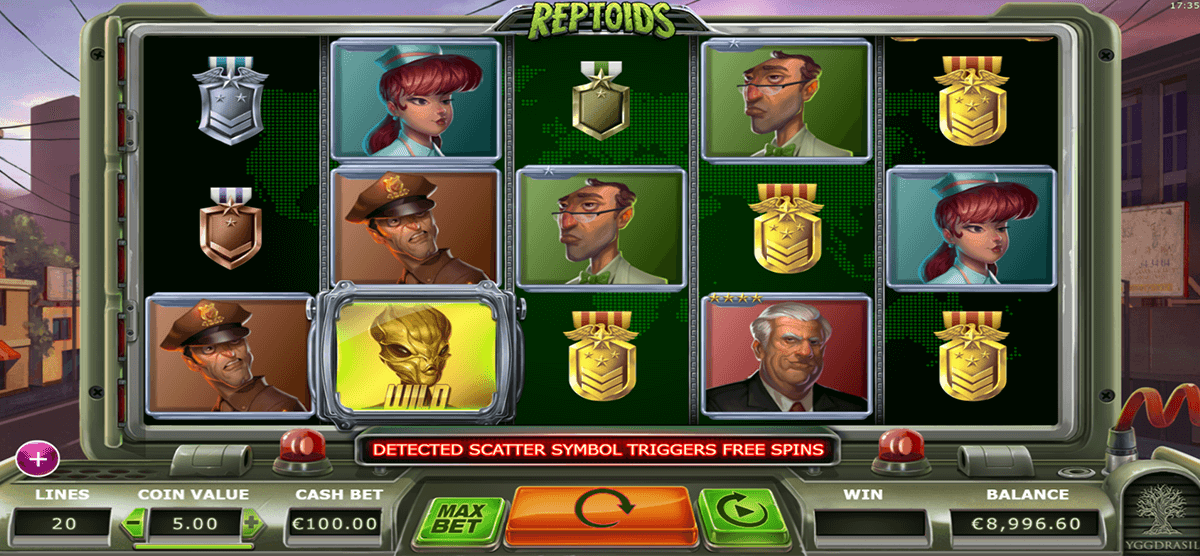 REPTOIDS
17:35
WILD
DETECTED SCATTER SYMBOL TRIGGERS FREE SPINS
LINES
COIN VALUE
CASH BET
WIN
BALANCE
20
5.00
€100.00
MAX
BET
€8,996.60
YGGDRASIL